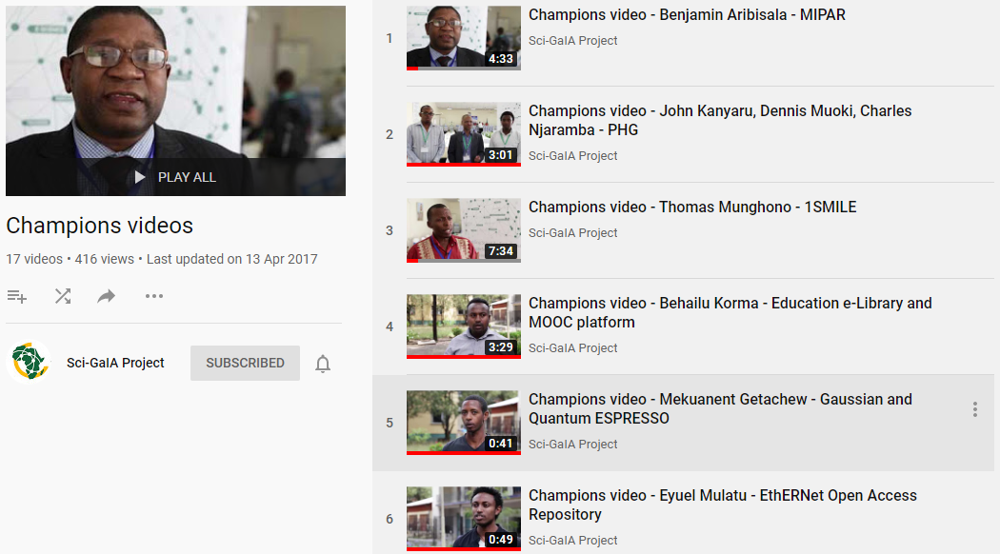 PLAY ALL
Champions videos
17 videos • 416 views • Last updated on 13 Apr 2017
Sci-GaIA Project
SUBSCRIBED
1
4:33
Champions video - Benjamin Aribisala - MIPAR
Sci-GaIA Project
2
3:01
Champions video - John Kanyaru, Dennis Muoki, Charles
Njaramba - PHG
Sci-GaIA Project
3
7:34
Champions video - Thomas Munghono - 1SMILE
Sci-GaIA Project
4
3:29
Champions video - Behailu Korma - Education e-Library and
MOOC platform
Sci-GaIA Project
5
0:41
Champions video - Mekuanent Getachew - Gaussian and
Quantum ESPRESSO
Sci-GaIA Project
6
0:49
Champions video - Eyuel Mulatu - EthERNet Open Access
Repository
Sci-GaIA Project